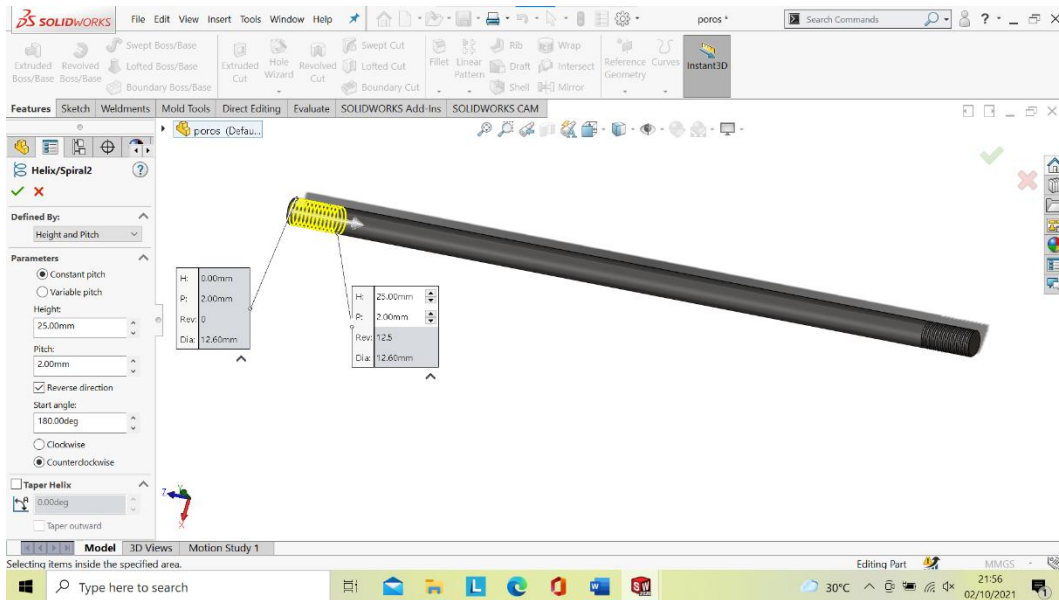 SOLIDWORKS File Edit View Insert Tools Window Help poros * Search Commands ?
Extruded Boss/Base Revolved Boss/Base Swept Boss/Base Lofted Boss/Base Boundary Boss/Base Extruded Cut Hole Wizard Revolved Cut Swept Cut Lofted Cut Boundary Cut Fillet Linear Pattern Rib Draft Shell Wrap Intersect Mirror Reference Geometry Curves Instant3D
Features Sketch Weldments Mold Tools Direct Editing Evaluate SOLIDWORKS Add-Ins SOLIDWORKS CAM
poros (Defau..
Helix/Spiral2 ?
Defined By:
Height and Pitch
Parameters
Constant pitch
Variable pitch
Height:
25.00mm
Pitch:
2.00mm
Reverse direction
Start angle:
180.00deg
Clockwise
Counterclockwise
Taper Helix
0.00deg
Taper outward
H: 0.00mm
P: 2.00mm
Rev: 0
Dia: 12.60mm
H: 25.00mm
P: 2.00mm
Rev: 12.5
Dia: 12.60mm
Z Y
X
Model 3D Views Motion Study 1
Selecting items inside the specified area. Editing Part MMGS -
Type here to search 30°C 21:56
02/10/2021